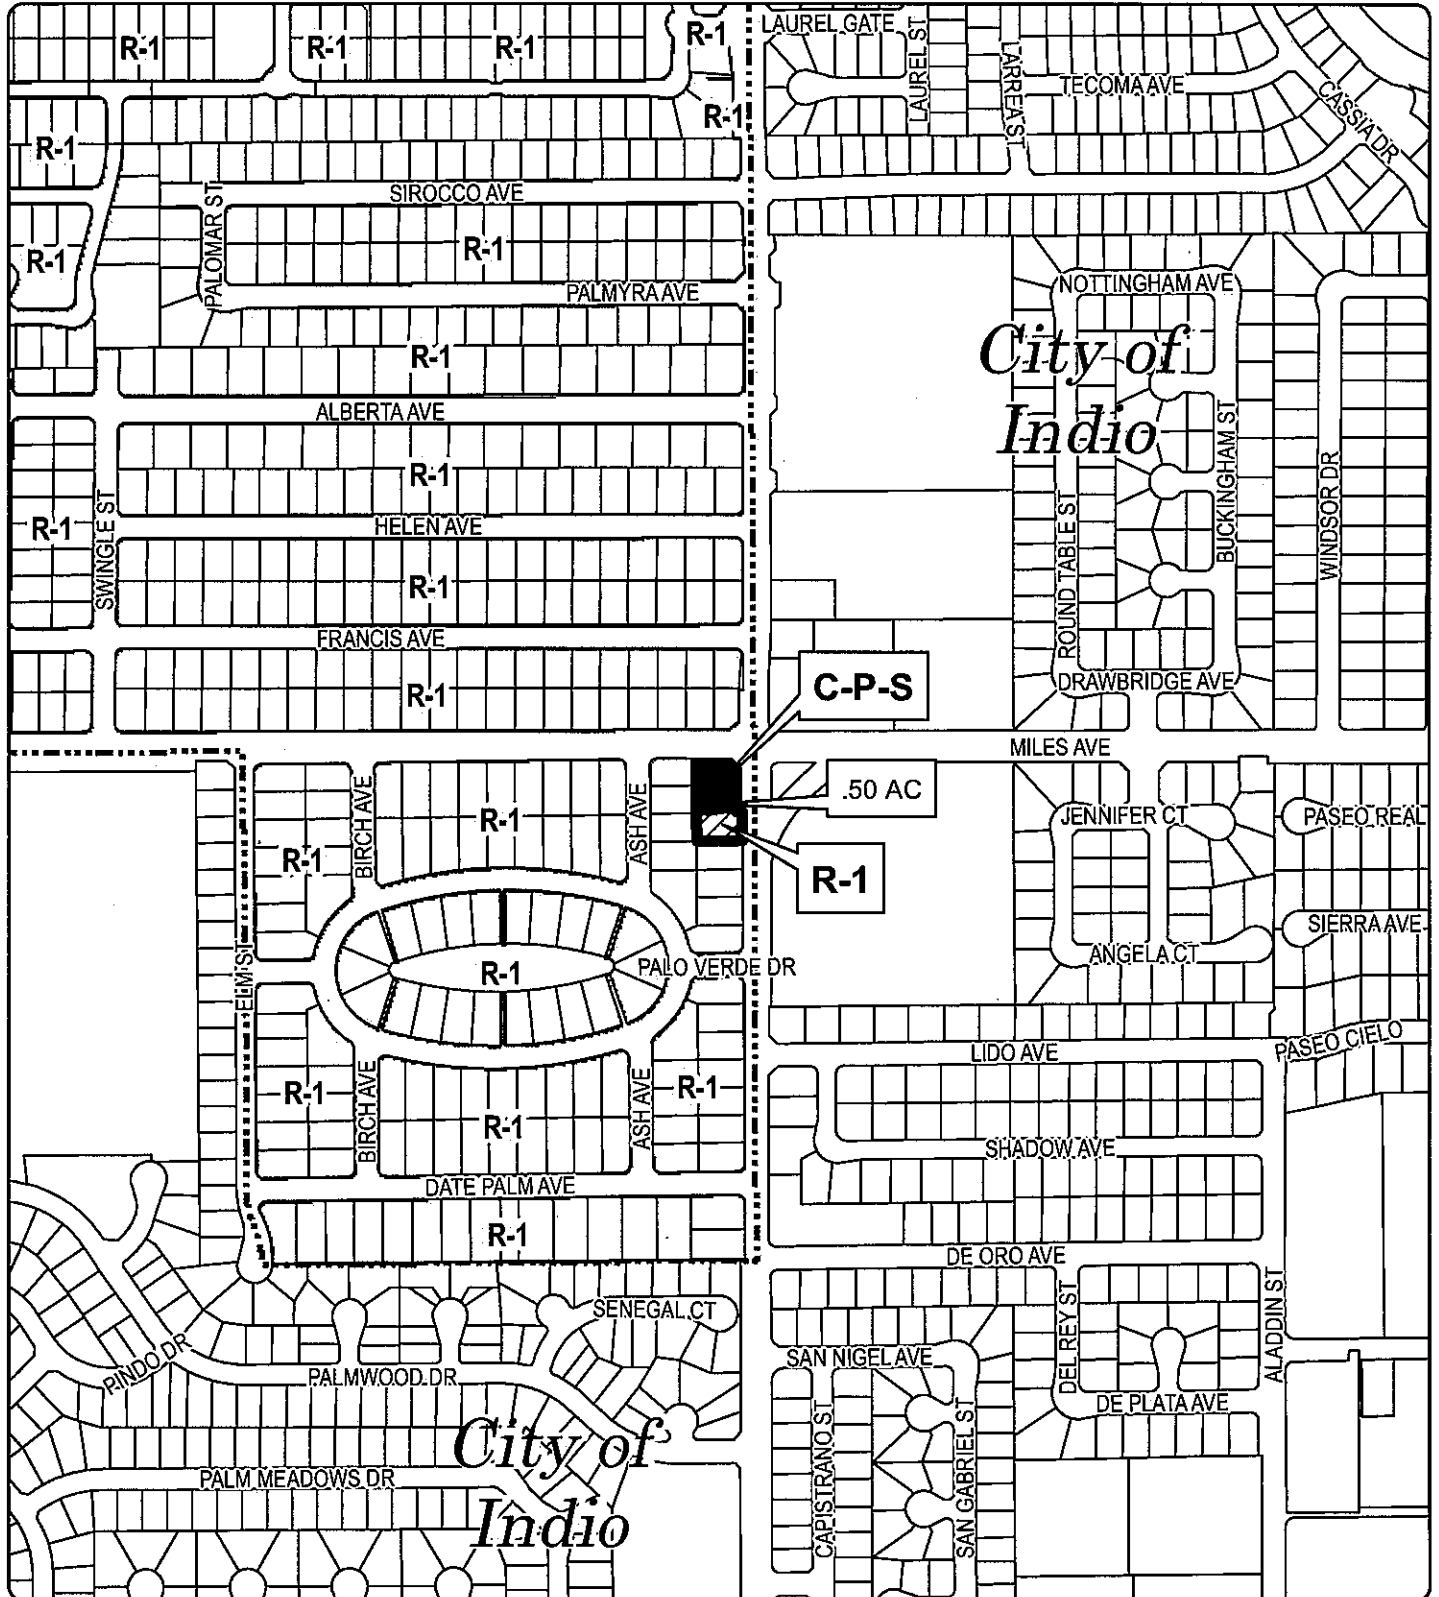 LAUREL GATE
R-1
R-1
R-1
R-1
LAUREL ST
LARREA ST
TECOMA AVE
CASSIA DR
R-1
R-1
SIROCCO AVE
PALOMAR ST
R-1
R-1
PALMYRA AVE
NOTTINGHAM AVE
City of
Indio
R-1
ALBERTA AVE
R-1
R-1
SWINGLE ST
HELEN AVE
ROUND TABLE ST
BUCKINGHAM ST
WINDSOR DR
R-1
FRANCIS AVE
R-1
C-P-S
DRAWBRIDGE AVE
MILES AVE
.50 AC
BIRCH AVE
R-1
ASH AVE
JENNIFER CT
PASEO REAL
R-1
R-1
SIERRA AVE
ELM ST
R-1
PALO VERDE DR
ANGELA CT
LIDO AVE
PASEO CIELO
R-1
BIRCH AVE
R-1
ASH AVE
R-1
SHADOW AVE
DATE PALM AVE
R-1
DE ORO AVE
SENEGAL CT
DEL REY ST
ALADDIN ST
PINDO DR
PALMWOOD DR
SAN NIGEL AVE
DE PLATA AVE
City of
Indio
PALM MEADOWS DR
CAPISTRANO ST
SAN GABRIEL ST